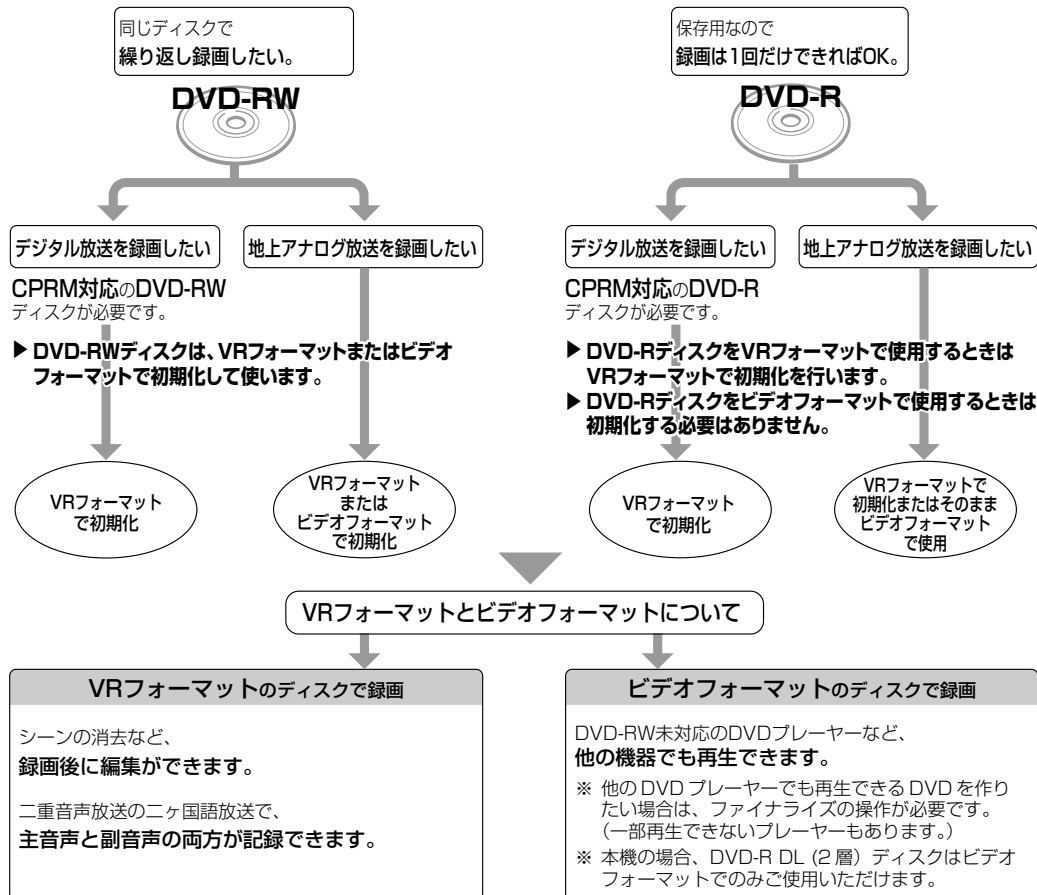 同じディスクで
繰り返し録画したい。
DVD-RW
デジタル放送を録画したい
地上アナログ放送を録画したい
CPRM対応のDVD-RW
ディスクが必要です。
▶ DVD-RWディスクは、VRフォーマットまたはビデオ
フォーマットで初期化して使います。
VRフォーマット
で初期化
VRフォーマット
または
ビデオフォーマット
で初期化
保存用なので
録画は1回だけできればOK。
DVD-R
デジタル放送を録画したい
地上アナログ放送を録画したい
CPRM対応のDVD-R
ディスクが必要です。
▶ DVD-RディスクをVRフォーマットで使用するときは
VRフォーマットで初期化を行います。
▶ DVD-Rディスクをビデオフォーマットで使用するときは
初期化する必要はありません。
VRフォーマット
で初期化
VRフォーマットで
初期化またはそのまま
ビデオフォーマット
で使用
VRフォーマットとビデオフォーマットについて
VRフォーマットのディスクで録画
シーンの消去など、
録画後に編集ができます。
二重音声放送の二ヶ国語放送で、
主音声と副音声の両方が記録できます。
ビデオフォーマットのディスクで録画
DVD-RW未対応のDVDプレーヤーなど、
他の機器でも再生できます。
※ 他の DVD プレーヤーでも再生できる DVD を作り
たい場合は、ファイナライズの操作が必要です。
（一部再生できないプレーヤーもあります。）
※ 本機の場合、DVD-R DL (2 層）ディスクはビデオ
フォーマットでのみご使用いただけます。